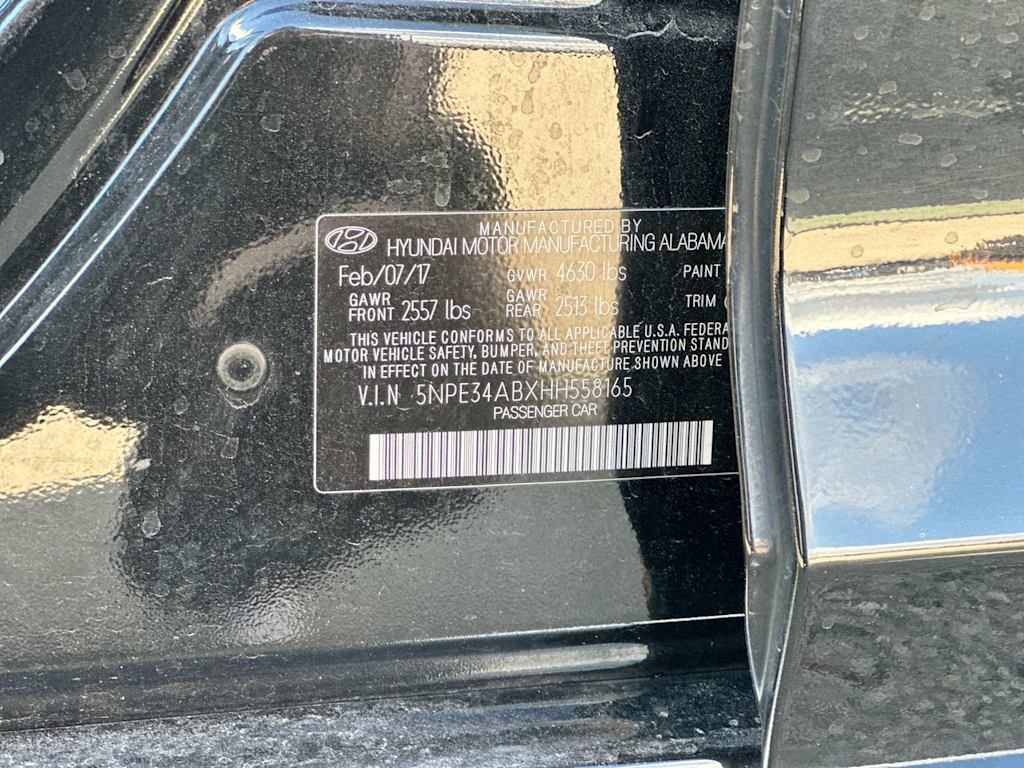 MANUFACTURED BY
HYUNDAI MOTOR MANUFACTURING ALABAMA
Feb/07/17 GVWR 4630 lbs PAINT
GAWR FRONT 2557 lbs GAWR REAR 2513 lbs TRIM
THIS VEHICLE CONFORMS TO ALL APPLICABLE U.S.A. FEDERA
MOTOR VEHICLE SAFETY, BUMPER, AND THEFT PREVENTION STAND
IN EFFECT ON THE DATE OF MANUFACTURE SHOWN ABOVE
V.I.N 5NPE34ABXHH558165
PASSENGER CAR